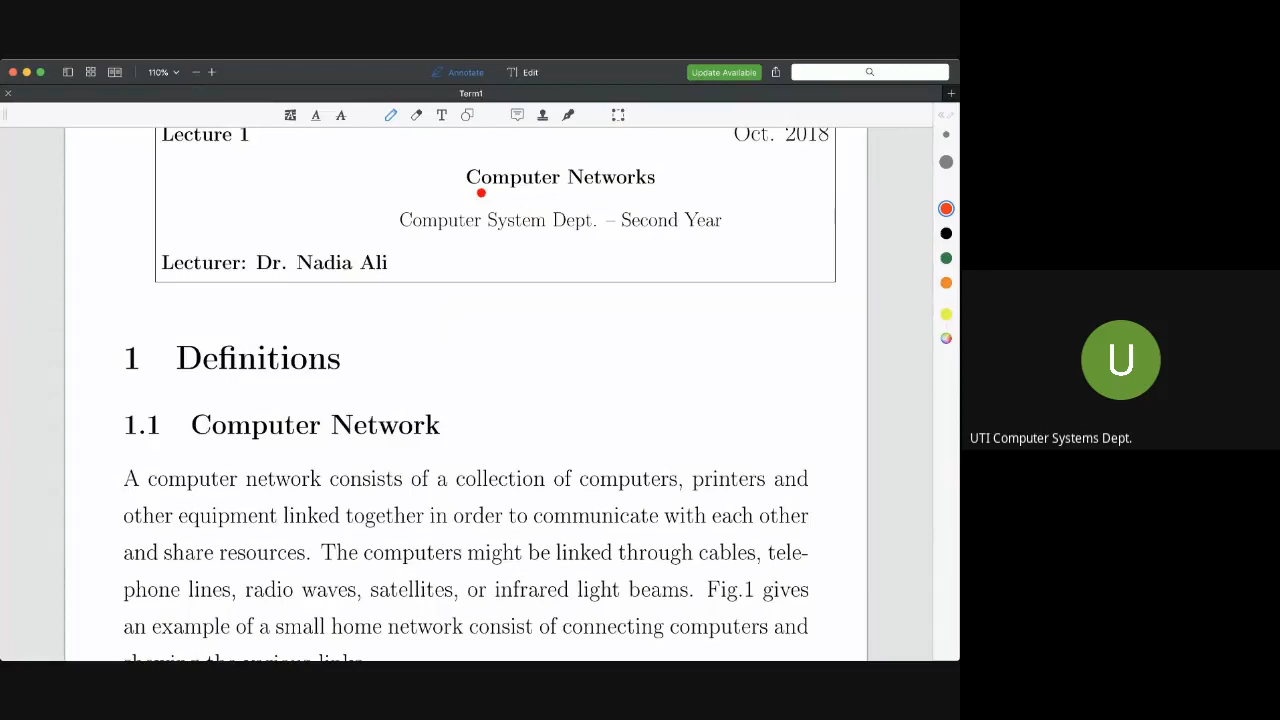 110%
Annotate
Edit
Update Available
Term1
Lecture 1
Oct. 2018
Computer Networks
Computer System Dept. – Second Year
Lecturer: Dr. Nadia Ali
1 Definitions
1.1 Computer Network
A computer network consists of a collection of computers, printers and
other equipment linked together in order to communicate with each other
and share resources. The computers might be linked through cables, tele-
phone lines, radio waves, satellites, or infrared light beams. Fig.1 gives
an example of a small home network consist of connecting computers and
showing the various links
U
UTI Computer Systems Dept.